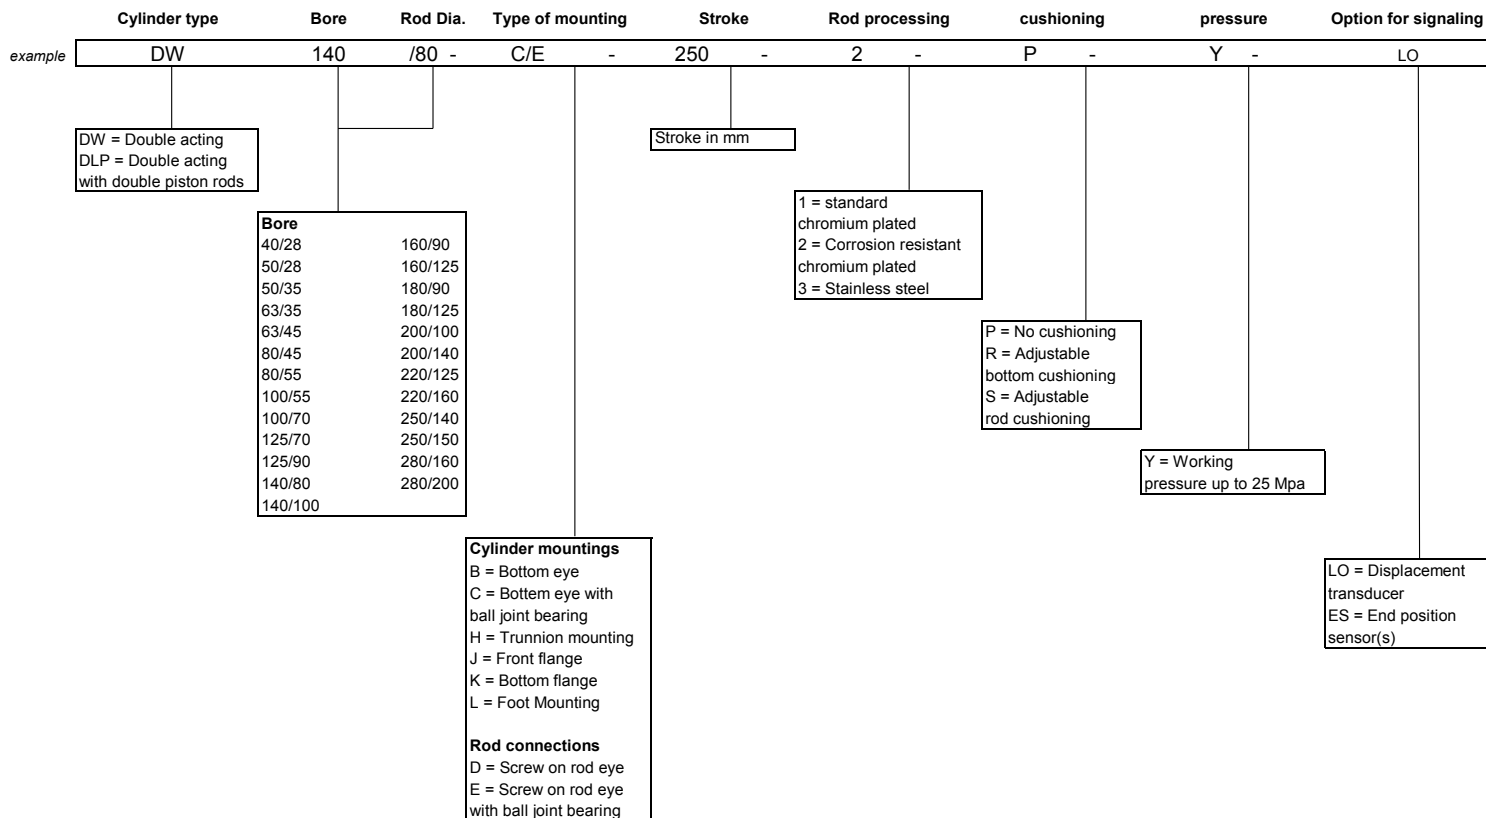 Cylinder type Bore Rod Dia. Type of mounting Stroke Rod processing cushioning pressure Option for signaling
example DW 140 /80 - C/E - 250 - 2 - P - Y - LO
DW = Double acting
DLP = Double acting
with double piston rods
Stroke in mm
1 = standard
chromium plated
2 = Corrosion resistant
chromium plated
3 = Stainless steel
Bore
40/28 160/90
50/28 160/125
50/35 180/90
63/35 180/125
63/45 200/100
80/45 200/140
80/55 220/125
100/55 220/160
100/70 250/140
125/70 250/150
125/90 280/160
140/80 280/200
140/100
P = No cushioning
R = Adjustable
bottom cushioning
S = Adjustable
rod cushioning
Y = Working
pressure up to 25 Mpa
Cylinder mountings
B = Bottom eye
C = Bottem eye with
ball joint bearing
H = Trunnion mounting
J = Front flange
K = Bottom flange
L = Foot Mounting
Rod connections
D = Screw on rod eye
E = Screw on rod eye
with ball joint bearing
LO = Displacement
transducer
ES = End position
sensor(s)